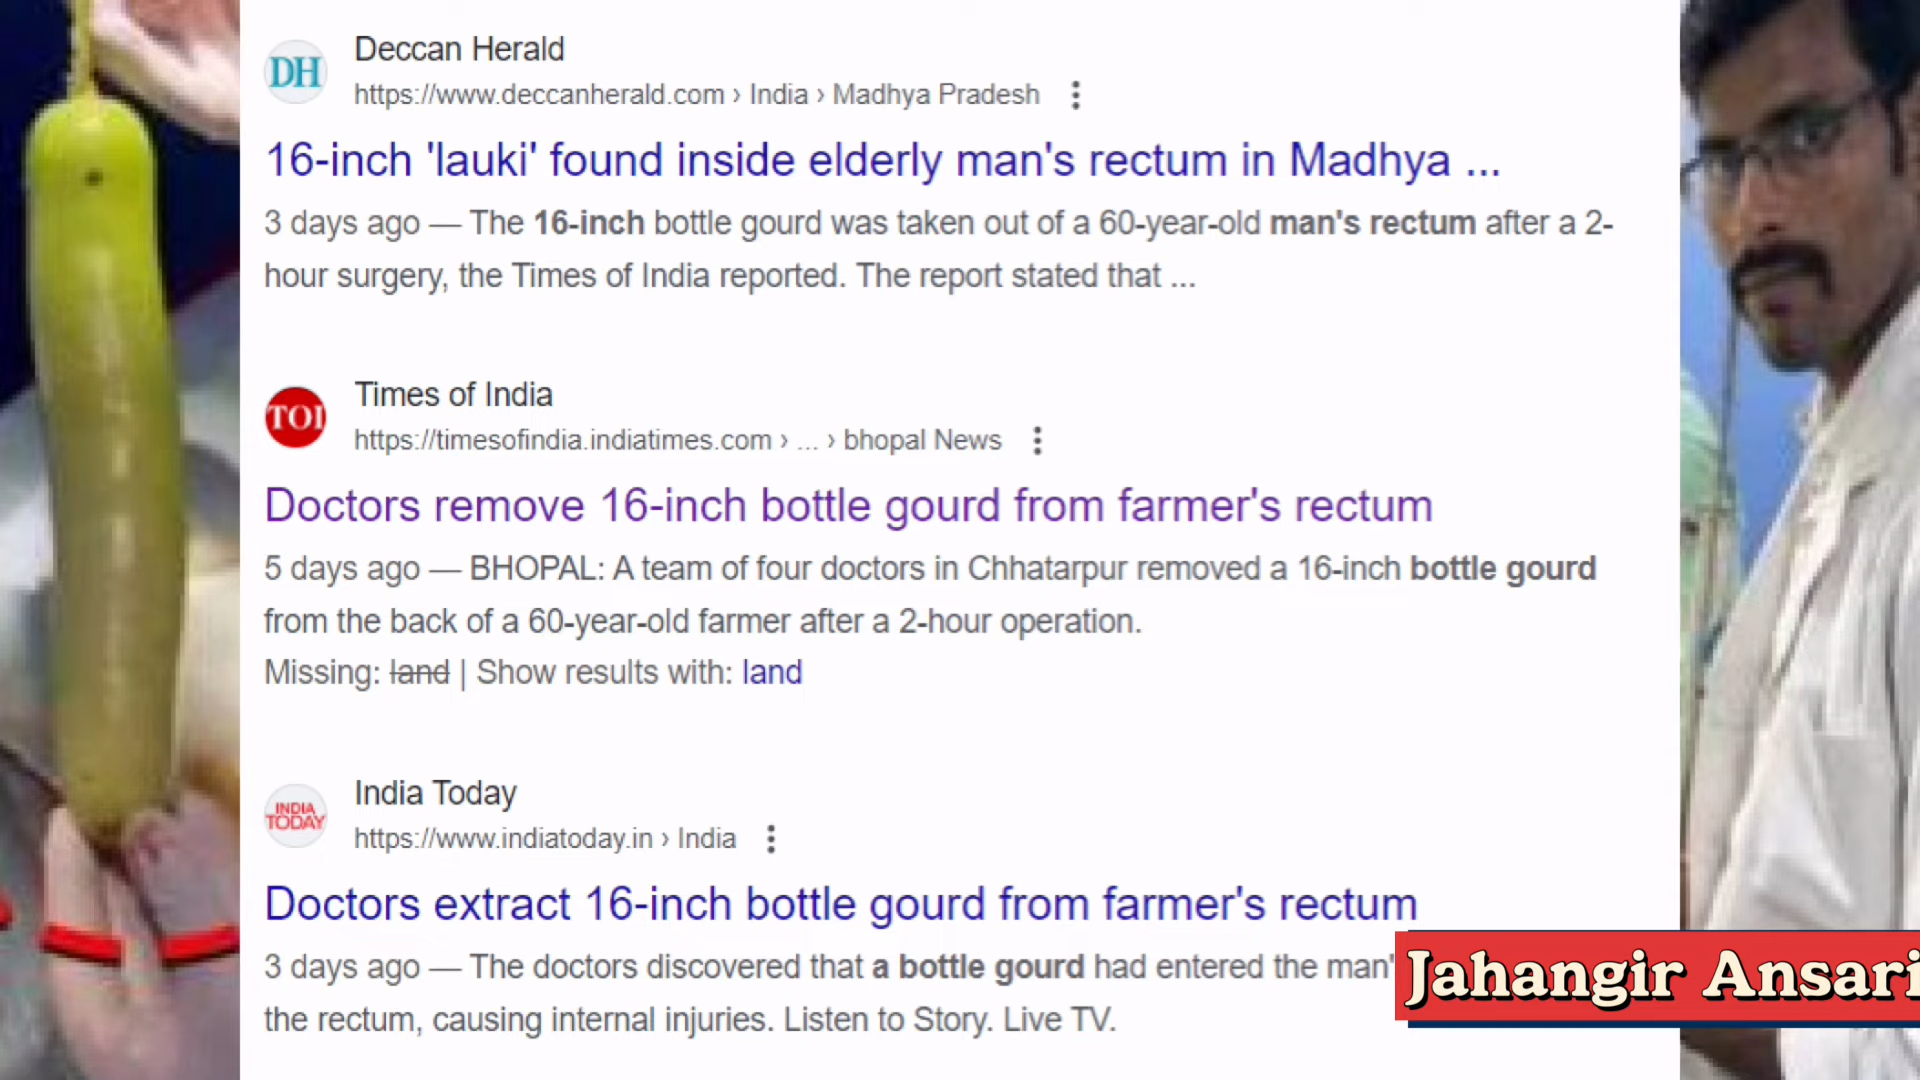 DH
Deccan Herald
https://www.deccanherald.com › India › Madhya Pradesh
16-inch 'lauki' found inside elderly man's rectum in Madhya ...
3 days ago — The 16-inch bottle gourd was taken out of a 60-year-old man's rectum after a 2-
hour surgery, the Times of India reported. The report stated that ...
TOI
Times of India
https://timesofindia.indiatimes.com › ... › bhopal News
Doctors remove 16-inch bottle gourd from farmer's rectum
5 days ago — BHOPAL: A team of four doctors in Chhatarpur removed a 16-inch bottle gourd
from the back of a 60-year-old farmer after a 2-hour operation.
Missing: land | Show results with: land
INDIA
TODAY
India Today
https://www.indiatoday.in › India
Doctors extract 16-inch bottle gourd from farmer's rectum
3 days ago — The doctors discovered that a bottle gourd had entered the man'
the rectum, causing internal injuries. Listen to Story. Live TV.
Jahangir Ansari